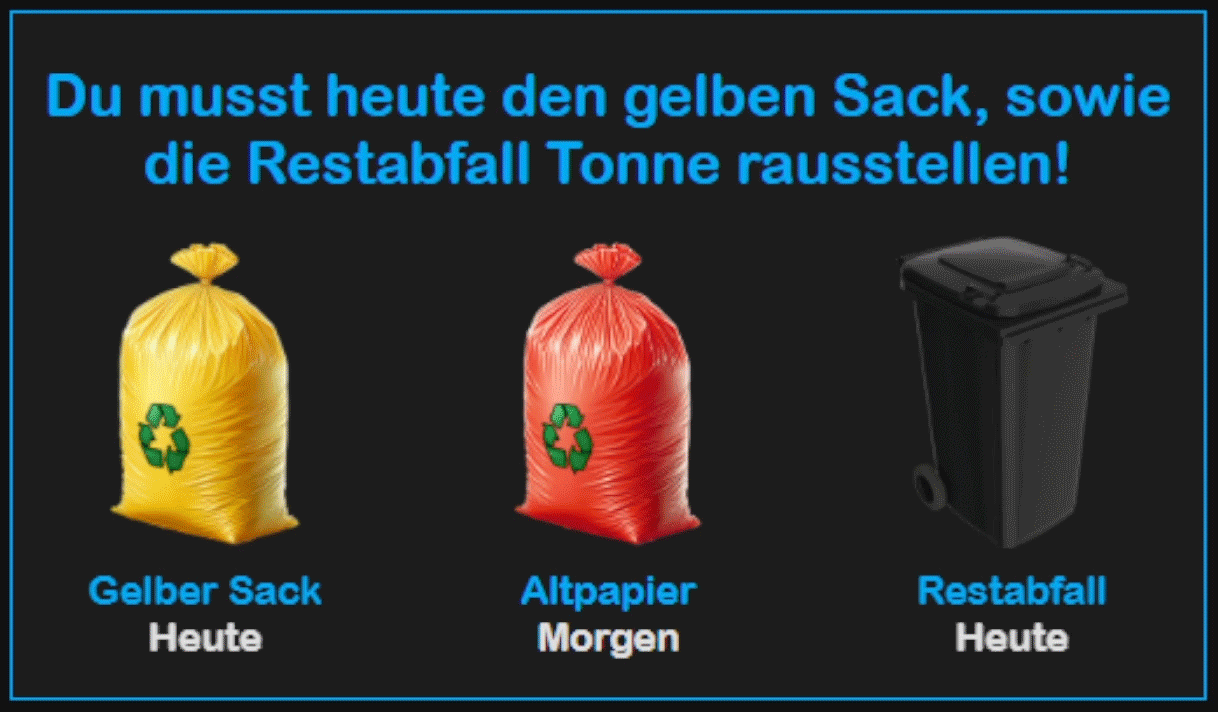 Du musst heute den gelben Sack, sowie
die Restabfall Tonne rausstellen!
Gelber Sack
Heute
Altpapier
Morgen
Restabfall
Heute